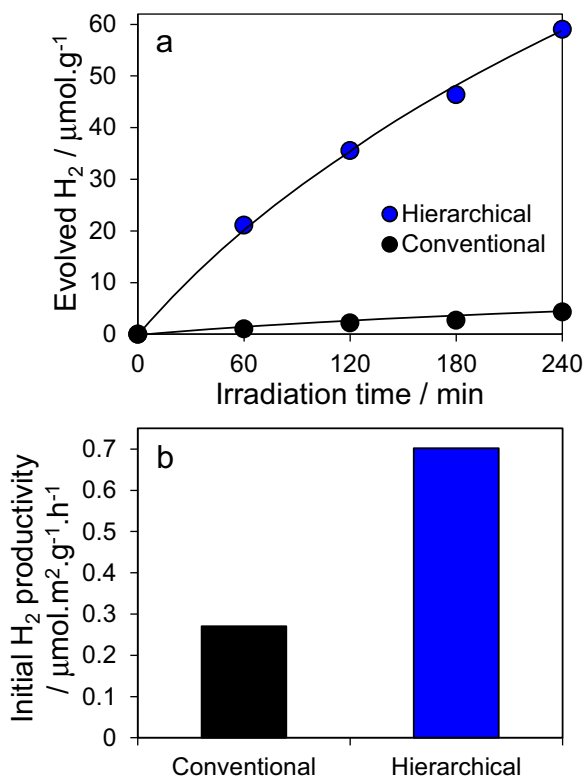 a
Evolved H₂ / μmol.g⁻¹
60
50
40
30
20
10
0
Hierarchical
Conventional
0 60 120 180 240
Irradiation time / min
b
Initial H₂ productivity
/ μmol.m².g⁻¹.h⁻¹
0.7
0.6
0.5
0.4
0.3
0.2
0.1
0
Conventional Hierarchical